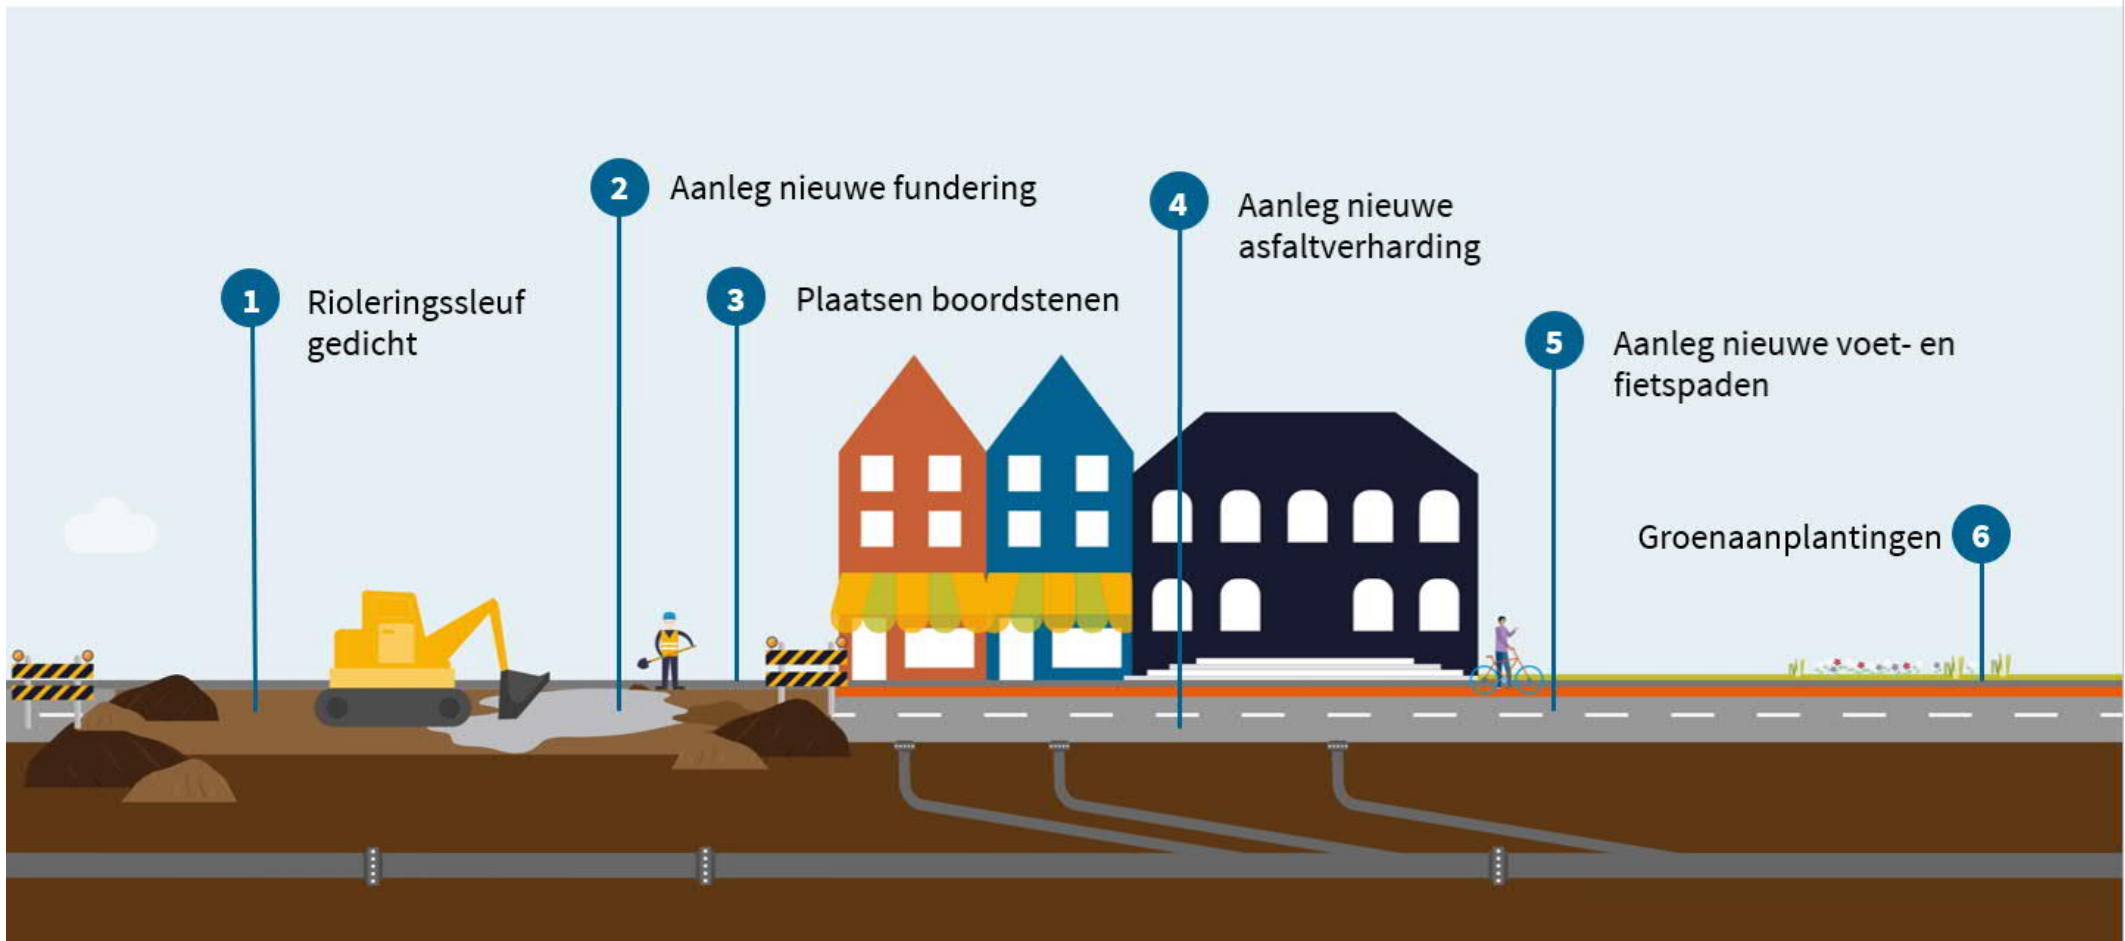 1
Rioleringssleuf
gedicht
2
Aanleg nieuwe fundering
3
Plaatsen boordstenen
4
Aanleg nieuwe
asfaltverharding
5
Aanleg nieuwe voet- en
fietspaden
Groenaanplantingen
6